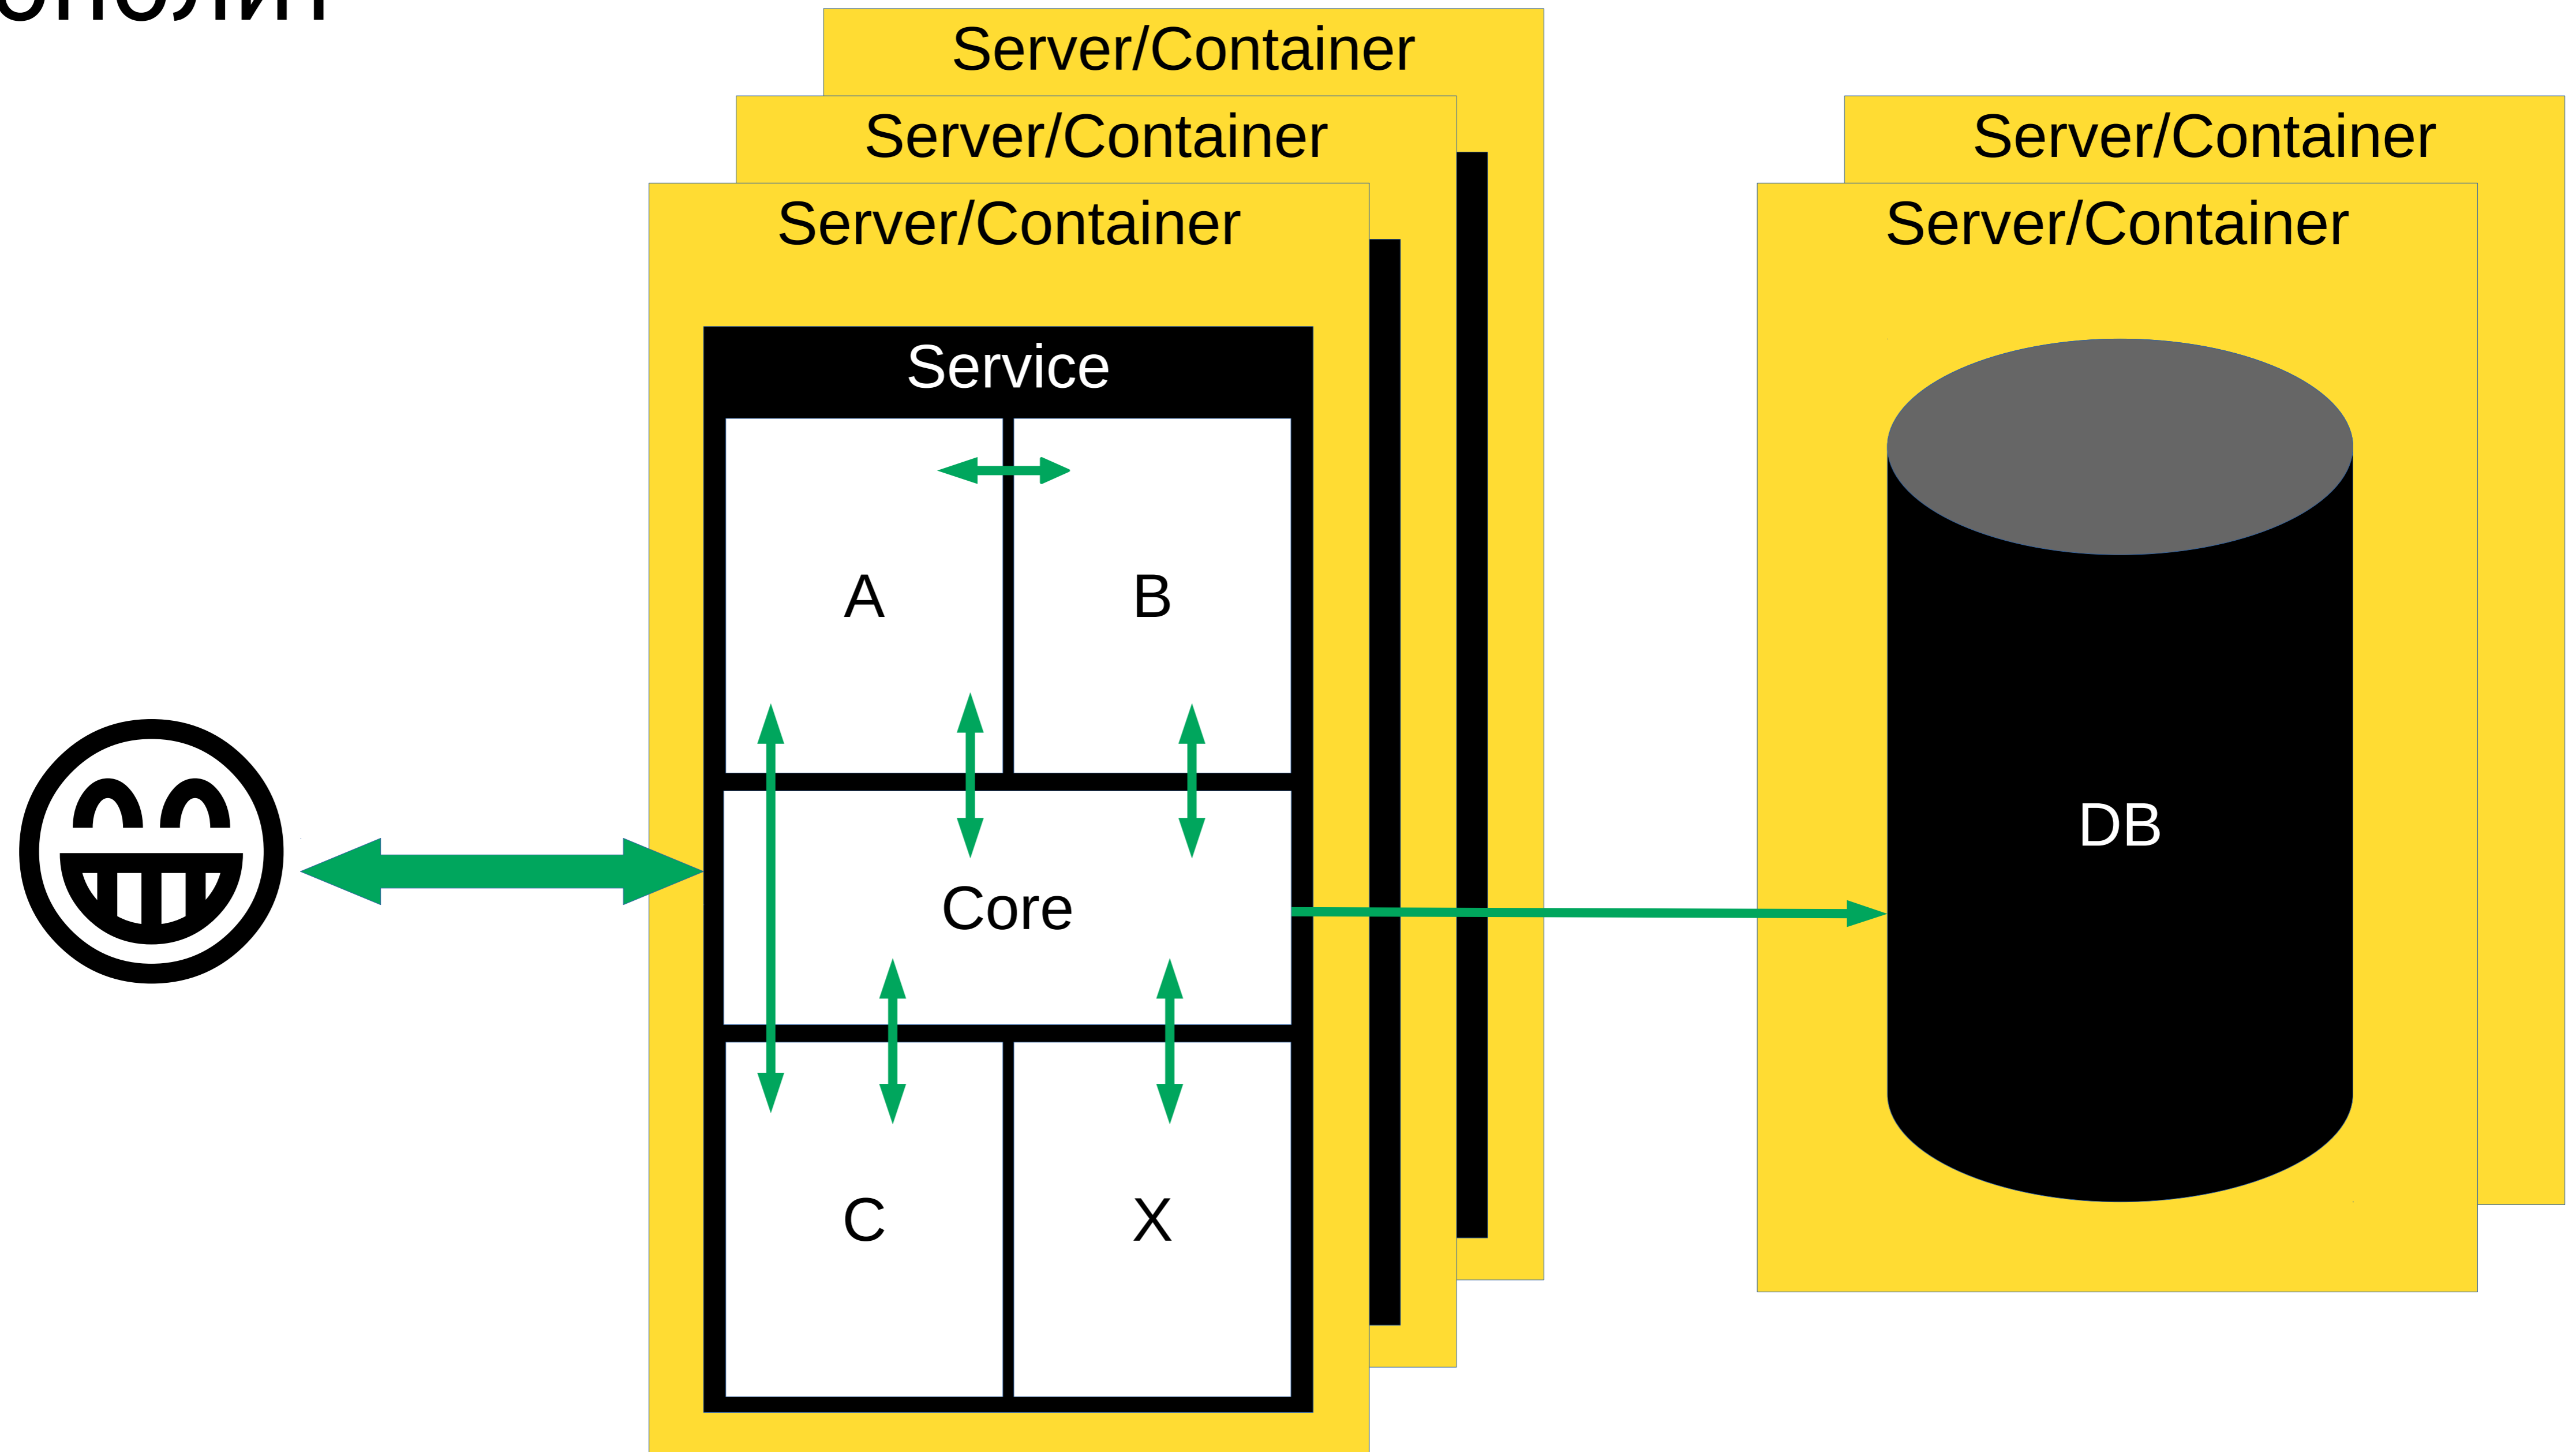 Server/Container
Server/Container
Server/Container
Server/Container
Server/Container
Service
A
B
Core
C
X
DB